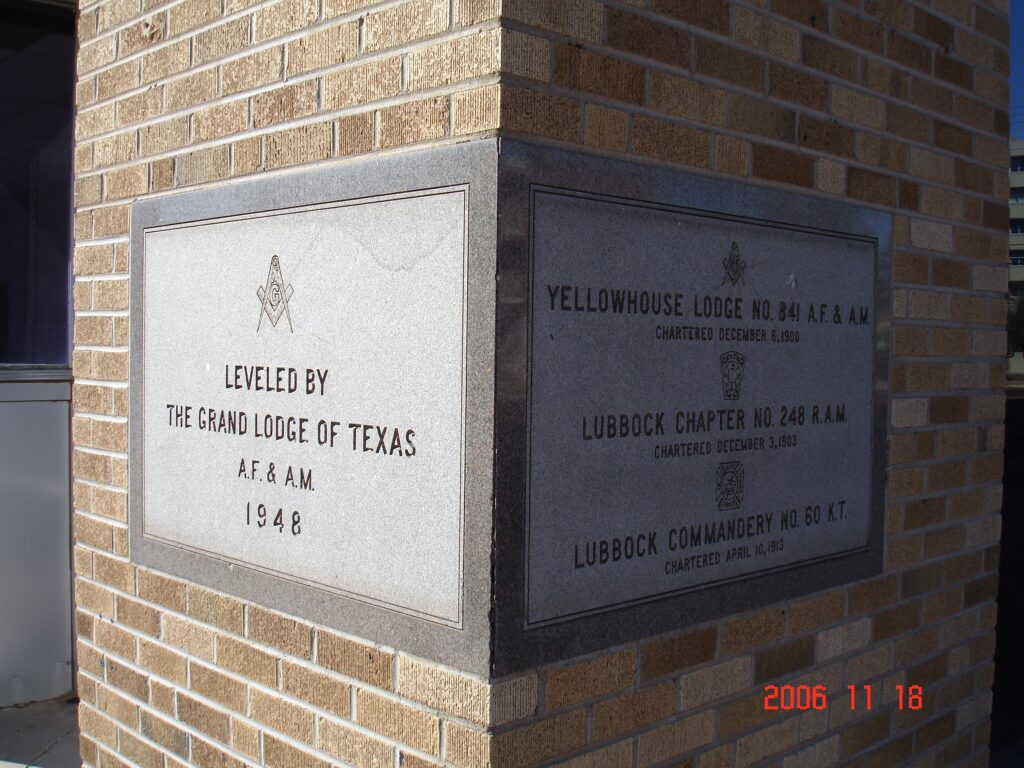 G
LEVELED BY
THE GRAND LODGE OF TEXAS
A.F. & A.M.
1948
YELLOWHOUSE LODGE NO. 841 A.F. & A.M.
CHARTERED DECEMBER 6, 1900
LUBBOCK CHAPTER NO. 248 R.A.M.
CHARTERED DECEMBER 3, 1903
LUBBOCK COMMANDERY NO. 60 K.T.
CHARTERED APRIL 10, 1913
2006 11 18